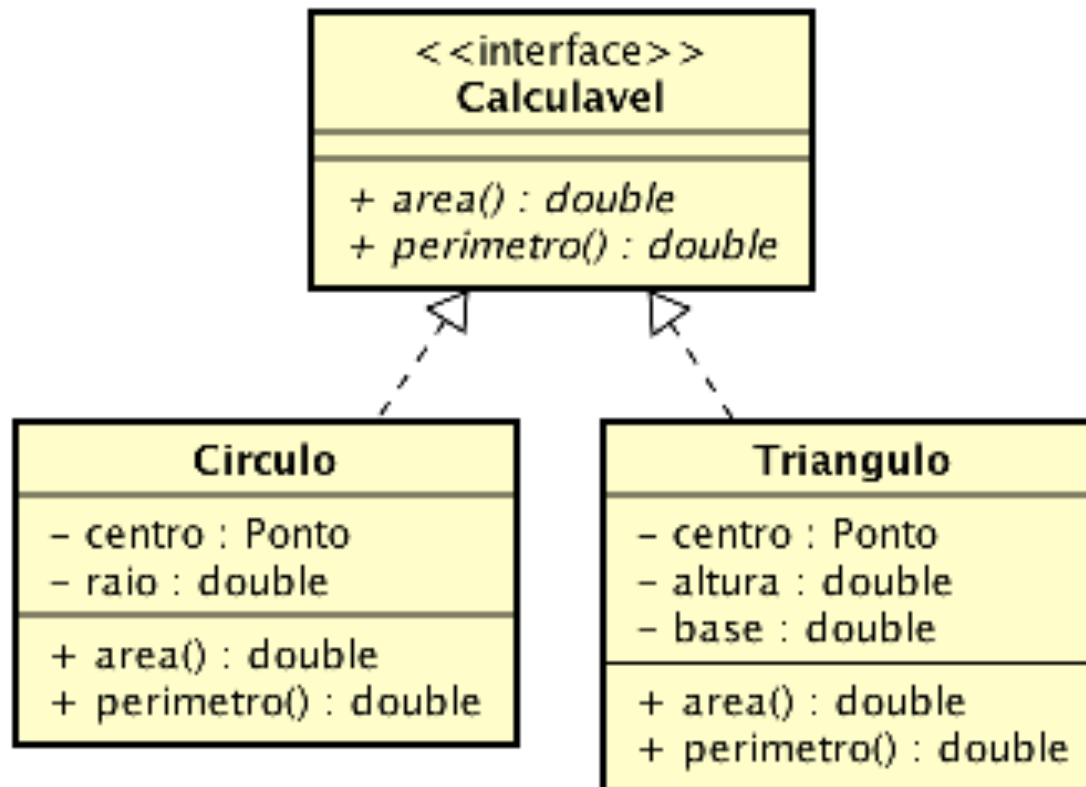 <<interface>>
Calculavel
+ area() : double
+ perimetro() : double
Circulo
- centro : Ponto
- raio : double
+ area() : double
+ perimetro() : double
Triangulo
- centro : Ponto
- altura : double
- base : double
+ area() : double
+ perimetro() : double